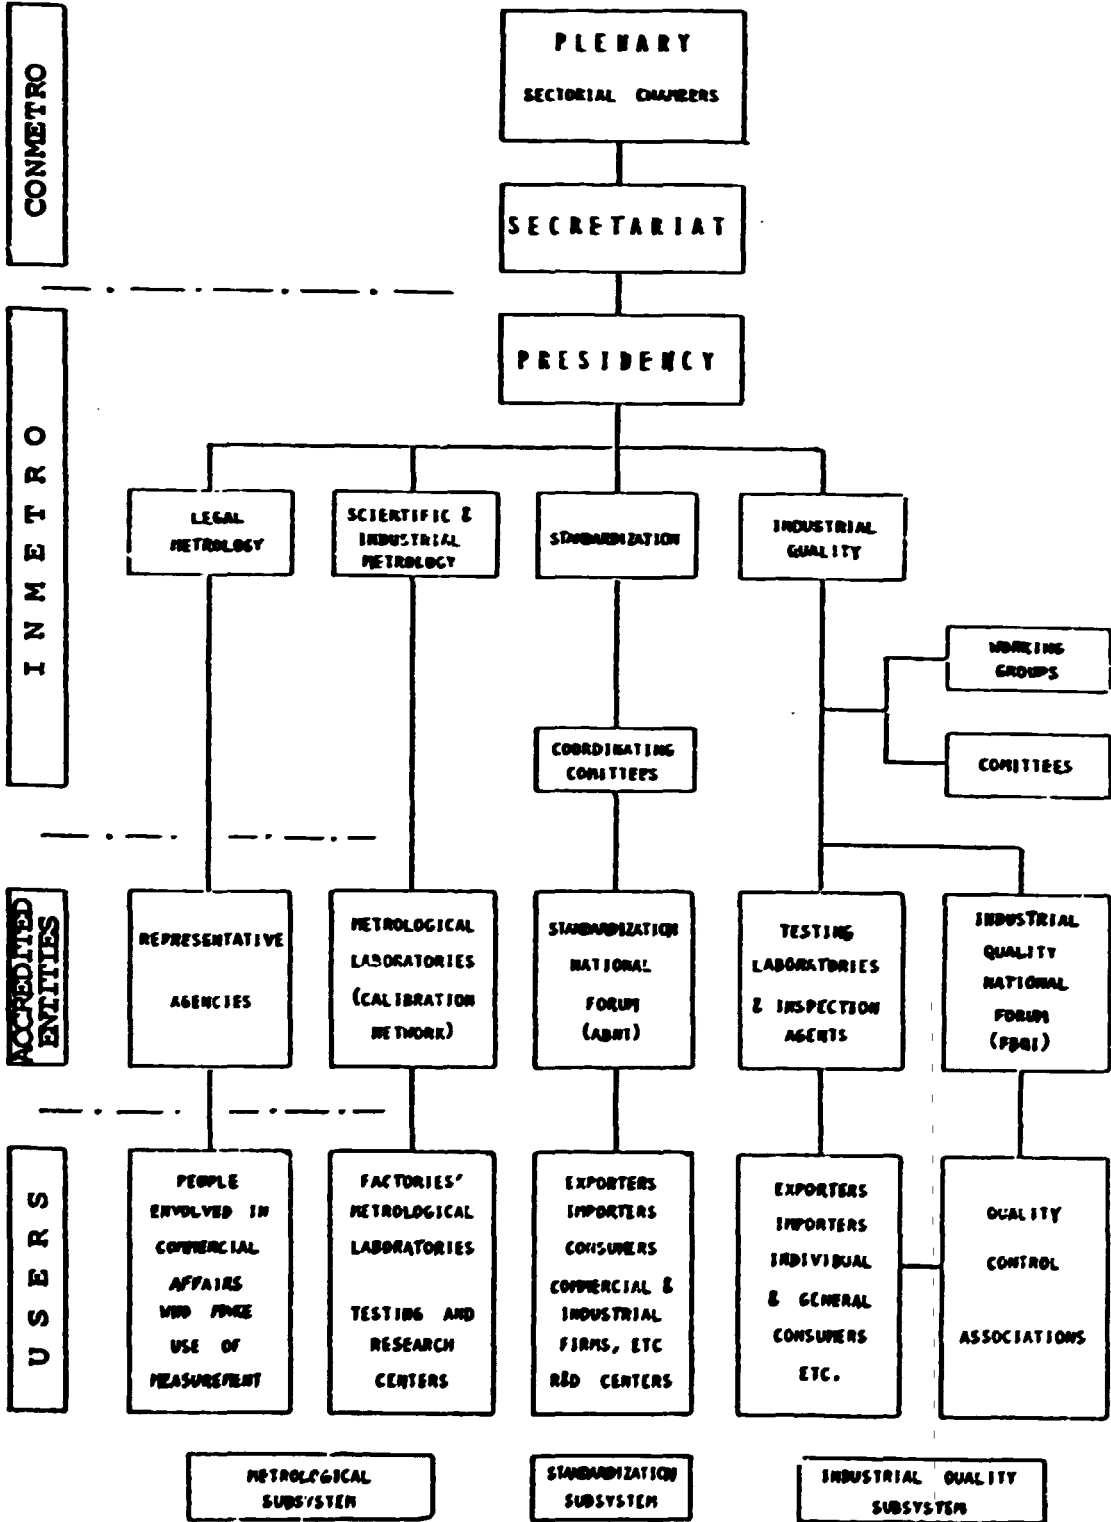 CONMETRO
PLENARY
SECTORIAL CHAMBERS
SECRETARIAT
INMETRO
PRESIDENCY
LEGAL
METROLOGY
SCIENTIFIC &
INDUSTRIAL
METROLOGY
STANDARDIZATION
INDUSTRIAL
QUALITY
WORKING
GROUPS
COORDINATING
COMITTEES
COMITTEES
ACCREDITED
ENTITIES
REPRESENTATIVE
AGENCIES
METROLOGICAL
LABORATORIES
(CALIBRATION
NETWORK)
STANDARDIZATION
NATIONAL
FORUM
(ABNT)
TESTING
LABORATORIES
& INSPECTION
AGENTS
INDUSTRIAL
QUALITY
NATIONAL
FORUM
(FBQI)
USERS
PEOPLE
ENVOLVED IN
COMMERCIAL
AFFAIRS
WHO MAKE
USE OF
MEASUREMENT
FACTORIES'
METROLOGICAL
LABORATORIES
TESTING AND
RESEARCH
CENTERS
EXPORTERS
IMPORTERS
CONSUMERS
COMMERCIAL &
INDUSTRIAL
FIRMS, ETC
R&D CENTERS
EXPORTERS
IMPORTERS
INDIVIDUAL
& GENERAL
CONSUMERS
ETC.
QUALITY
CONTROL
ASSOCIATIONS
METROLOGICAL
SUBSYSTEM
STANDARDIZATION
SUBSYSTEM
INDUSTRIAL QUALITY
SUBSYSTEM